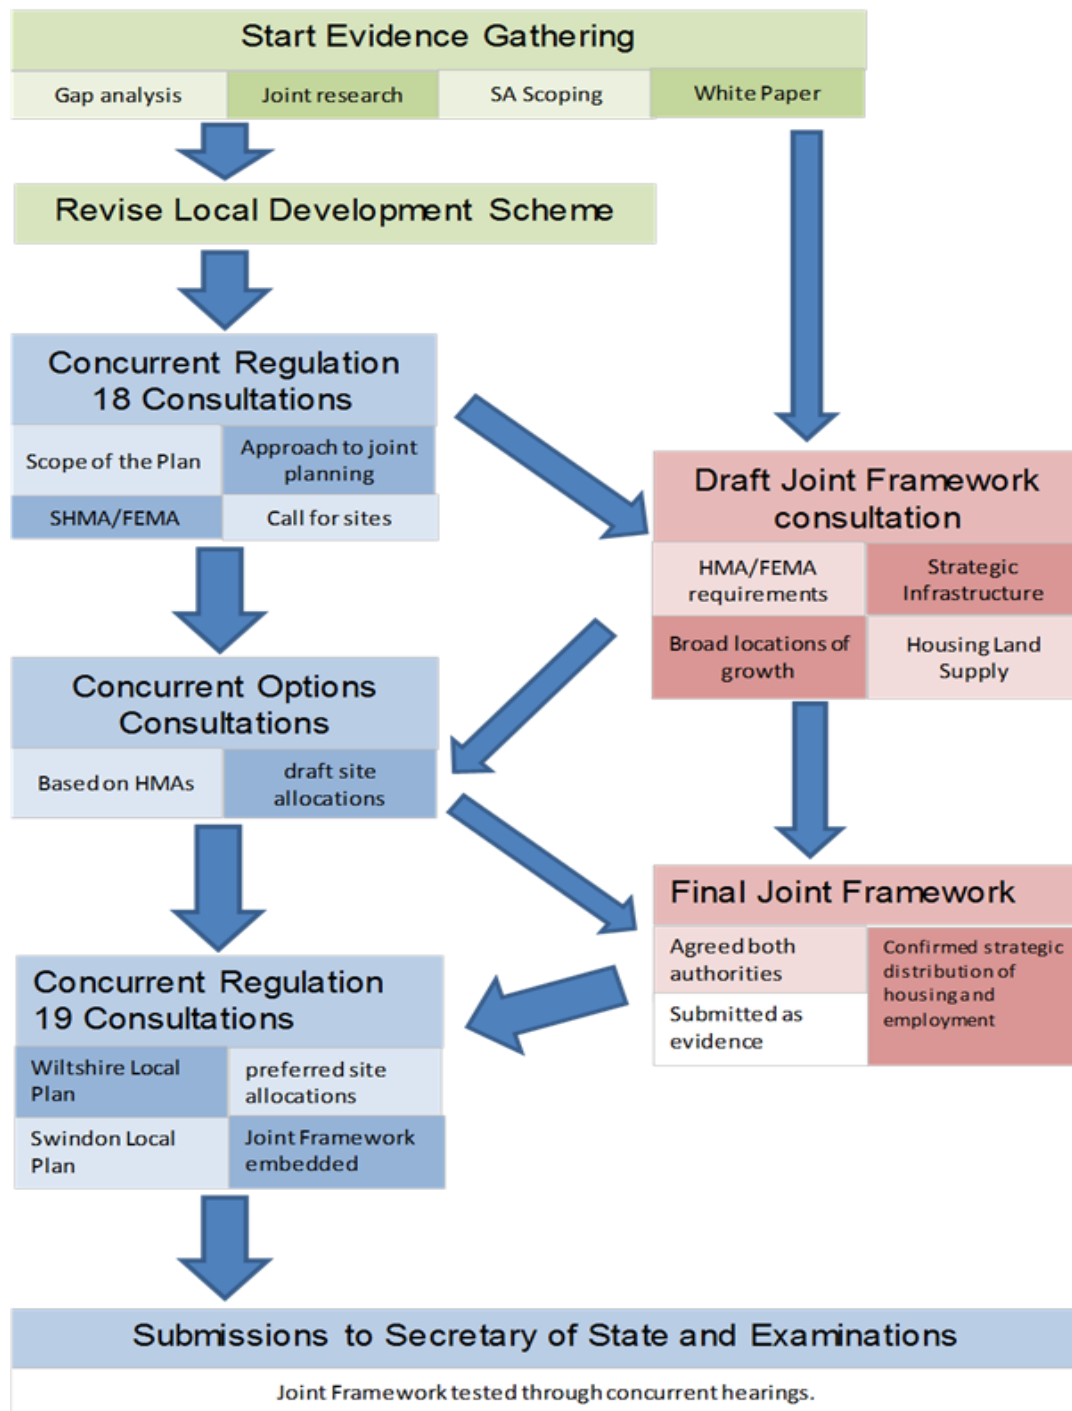 Start Evidence Gathering
Gap analysis
Joint research
SA Scoping
White Paper
Revise Local Development Scheme
Concurrent Regulation
18 Consultations
Scope of the Plan
Approach to joint
planning
SHMA/FEMA
Call for sites
Draft Joint Framework
consultation
HMA/FEMA
requirements
Strategic
Infrastructure
Broad locations of
growth
Housing Land
Supply
Concurrent Options
Consultations
Based on HMAs
draft site
allocations
Final Joint Framework
Agreed both
authorities
Confirmed strategic
distribution of
housing and
employment
Submitted as
evidence
Concurrent Regulation
19 Consultations
Wiltshire Local
Plan
preferred site
allocations
Swindon Local
Plan
Joint Framework
embedded
Submissions to Secretary of State and Examinations
Joint Framework tested through concurrent hearings.